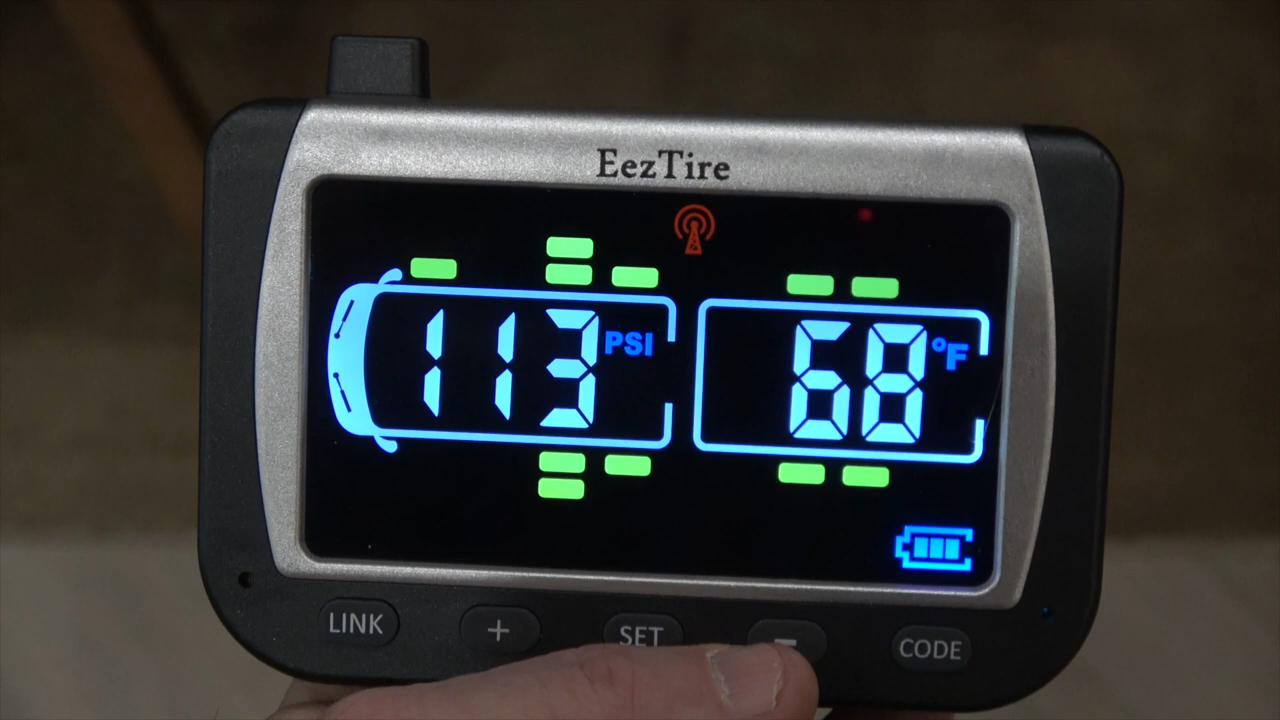 EezTire
113 PSI 68 °F
LINK + SET - CODE